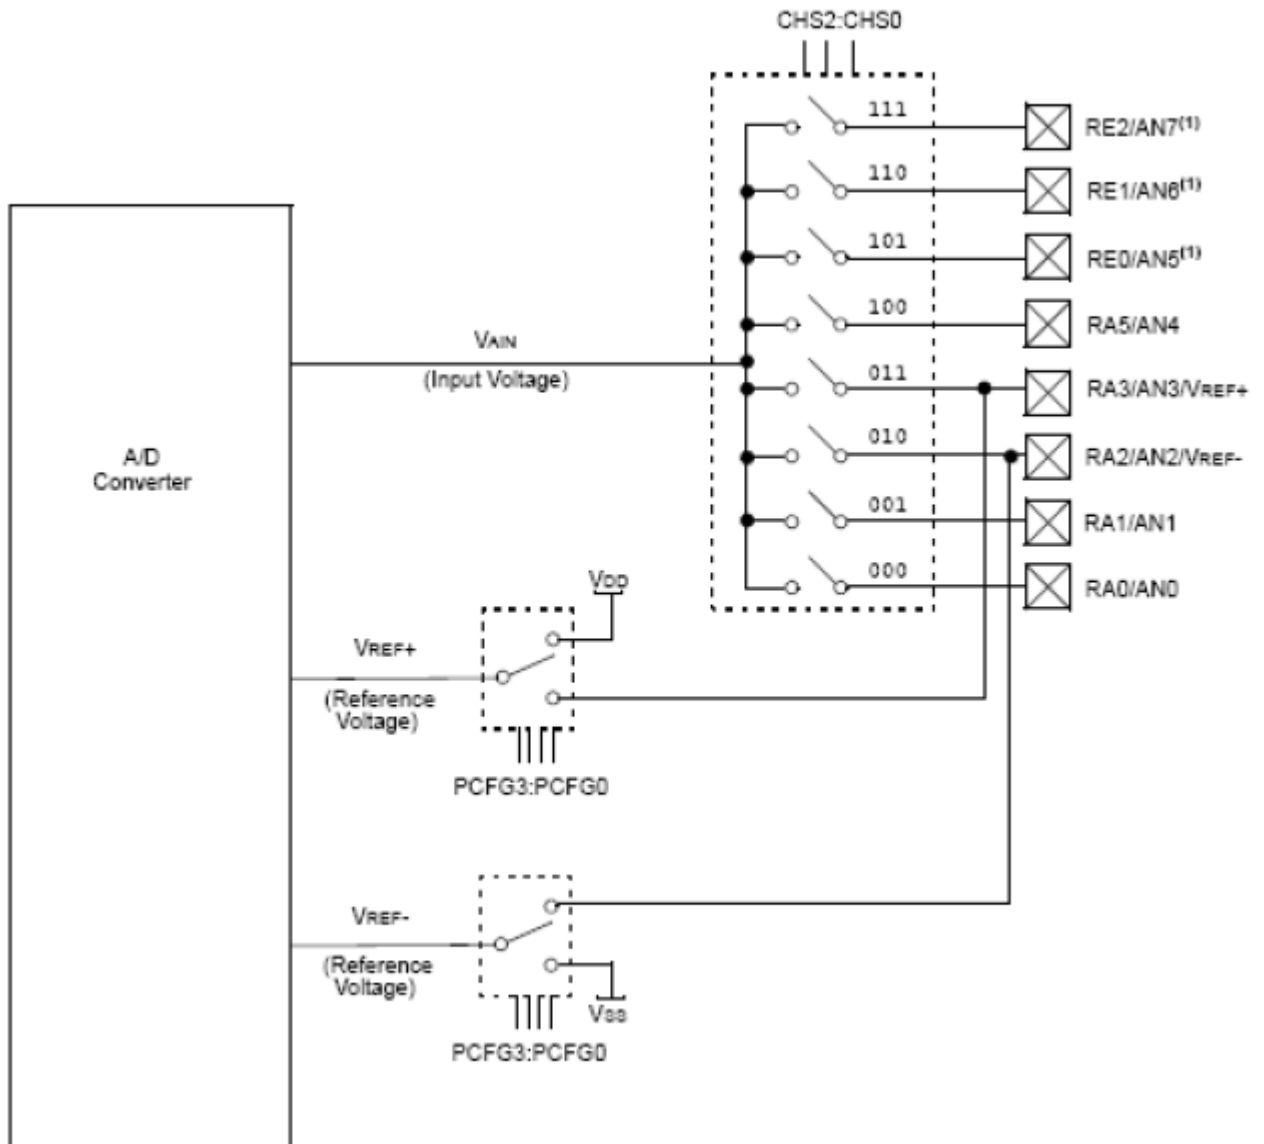 CHS2:CHS0
111
RE2/AN7(1)
110
RE1/AN6(1)
101
RE0/AN5(1)
100
RA5/AN4
VAIN
(Input Voltage)
011
RA3/AN3/VREF+
010
RA2/AN2/VREF-
A/D
Converter
001
RA1/AN1
000
RA0/AN0
VDD
VREF+
(Reference
Voltage)
PCFG3:PCFG0
VREF-
(Reference
Voltage)
VSS
PCFG3:PCFG0